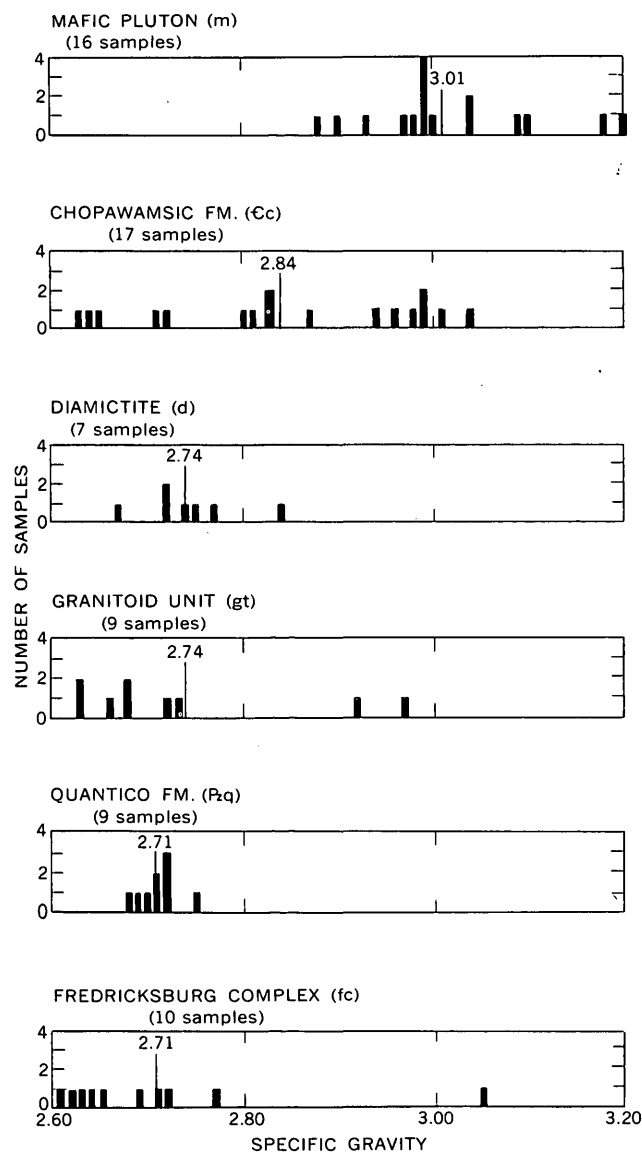 MAFIC PLUTON (m)
(16 samples)
4
2
0
3.01
CHOPAWAMSIC FM. (Єc)
(17 samples)
4
2
0
2.84
DIAMICTITE (d)
(7 samples)
4
2
0
2.74
NUMBER OF SAMPLES
GRANITOID UNIT (gt)
(9 samples)
4
2
0
2.74
QUANTICO FM. (Pzq)
(9 samples)
4
2
0
2.71
FREDRICKSBURG COMPLEX (fc)
(10 samples)
4
2
0
2.71
2.60 2.80 3.00 3.20
SPECIFIC GRAVITY